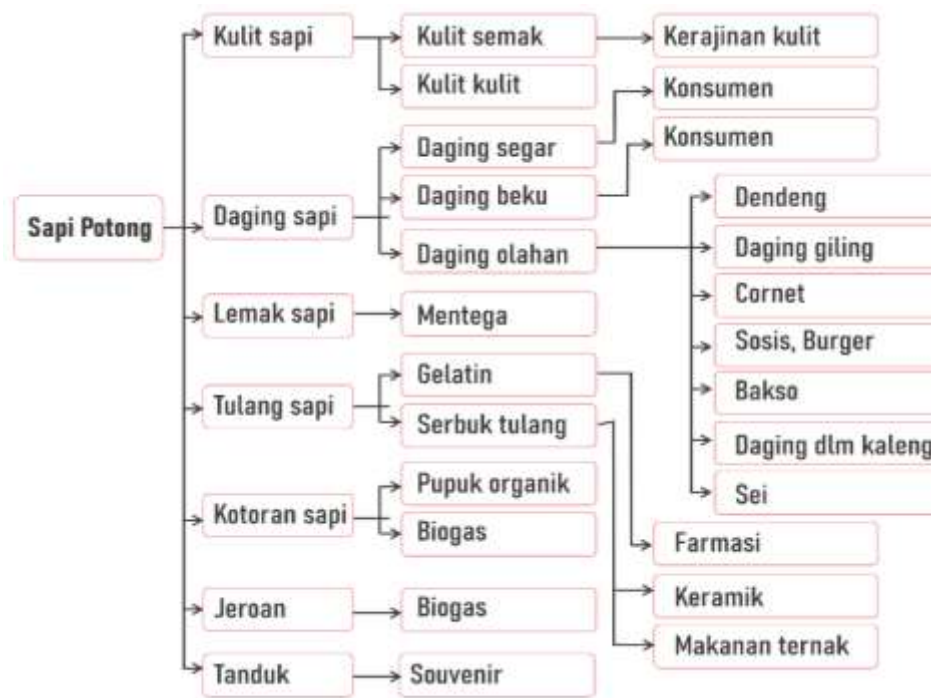 Sapi Potong
Kulit sapi
Kulit semak
Kerajinan kulit
Kulit kulit
Daging sapi
Daging segar
Konsumen
Daging beku
Konsumen
Daging olahan
Dendeng
Daging giling
Cornet
Sosis, Burger
Bakso
Daging dlm kaleng
Sei
Lemak sapi
Mentega
Tulang sapi
Gelatin
Farmasi
Serbuk tulang
Keramik
Makanan ternak
Kotoran sapi
Pupuk organik
Biogas
Jeroan
Biogas
Tanduk
Souvenir